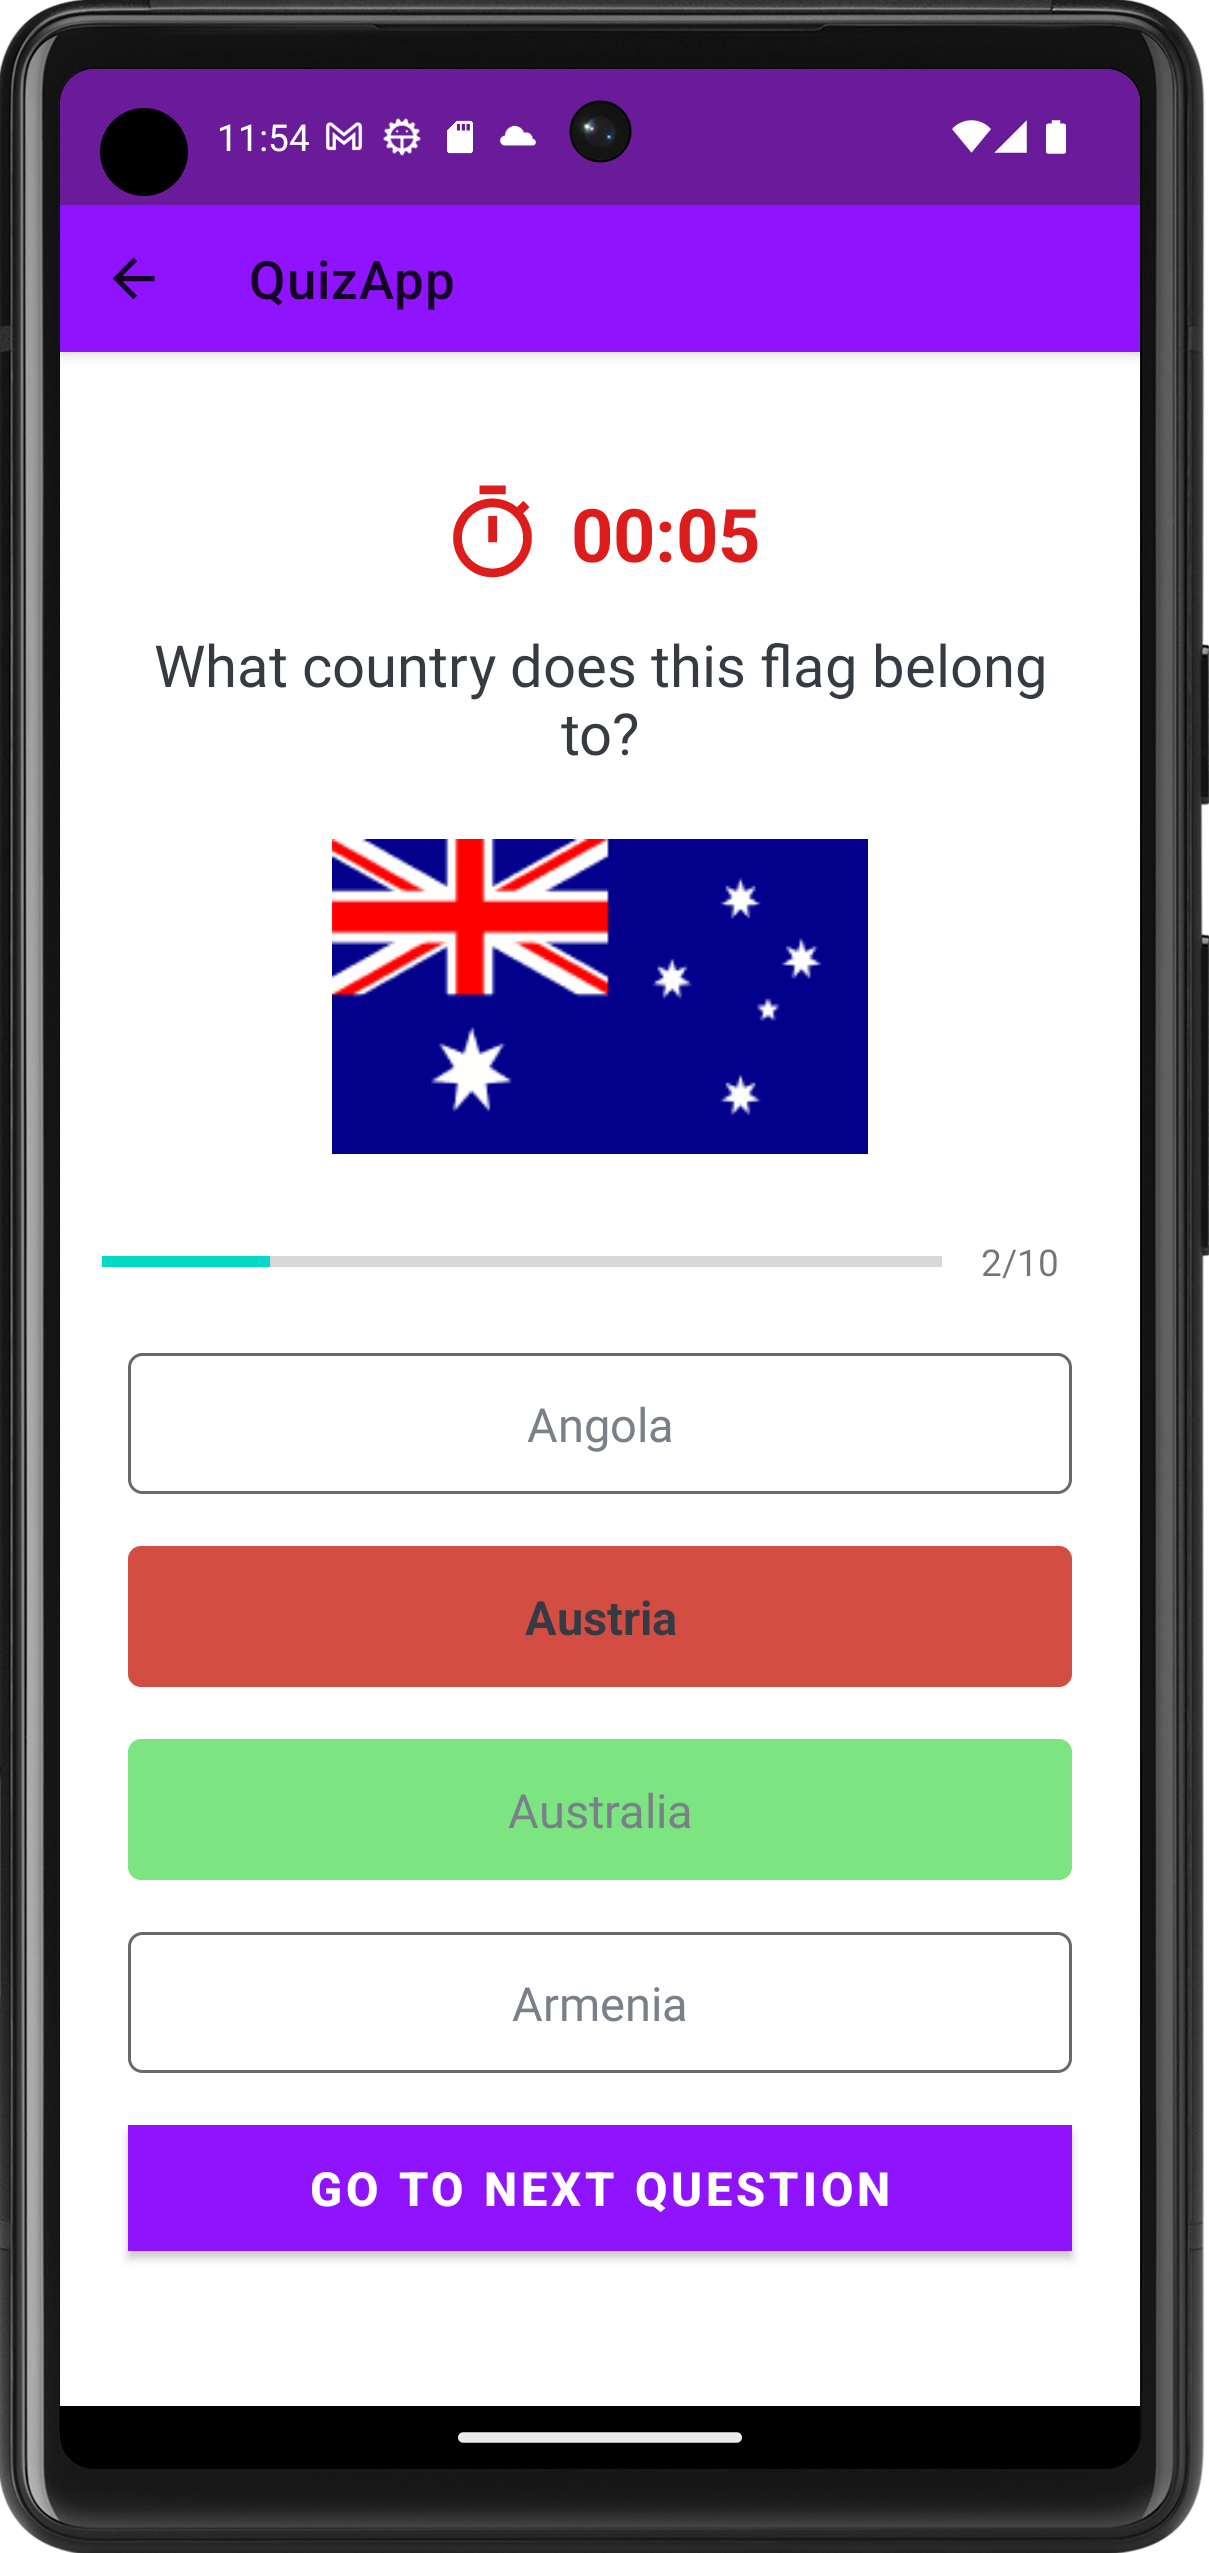 11:54
QuizApp
00:05
What country does this flag belong
to?
2/10
Angola
Austria
Australia
Armenia
GO TO NEXT QUESTION